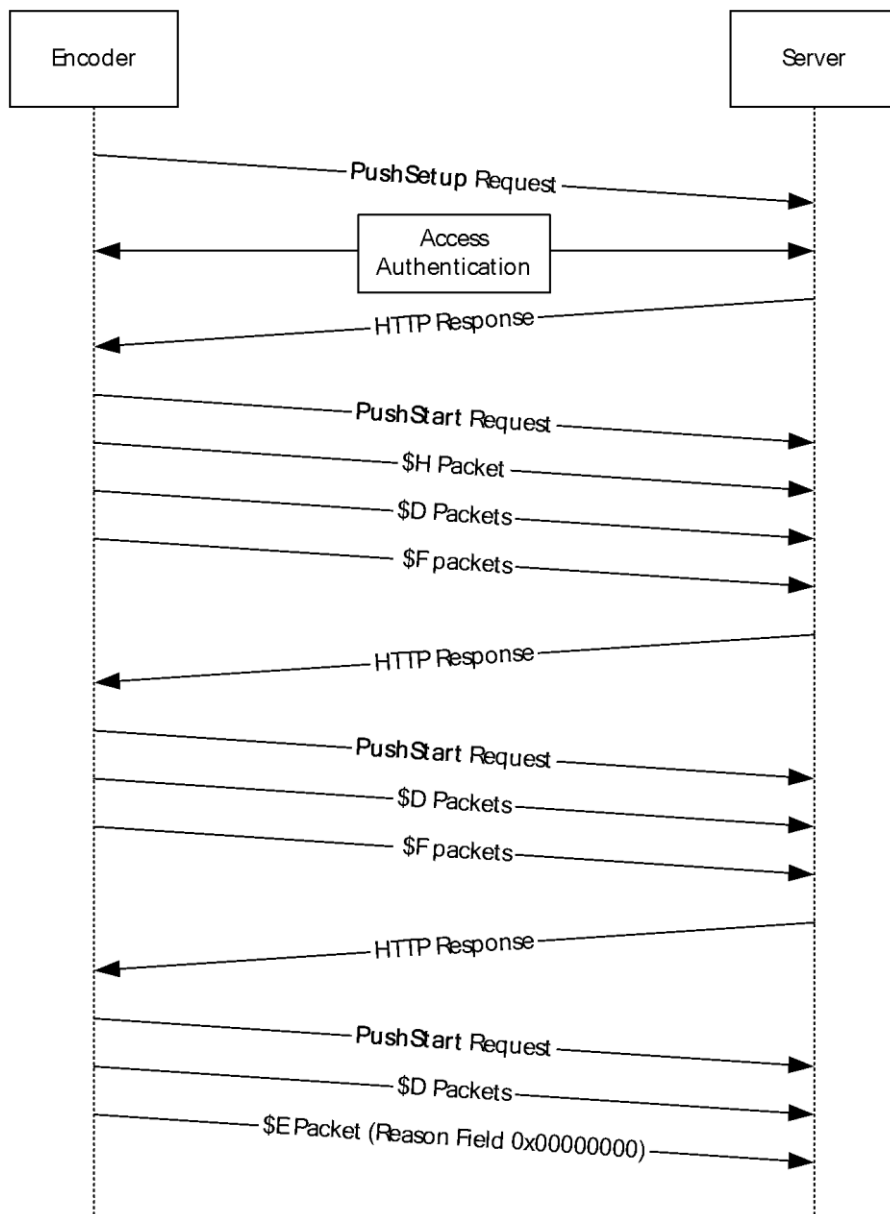 Encoder
Server
PushSetup Request
Access
Authentication
HTTP Response
PushStart Request
$H Packet
$D Packets
$F packets
HTTP Response
PushStart Request
$D Packets
$F packets
HTTP Response
PushStart Request
$D Packets
$E Packet (Reason Field 0x00000000)